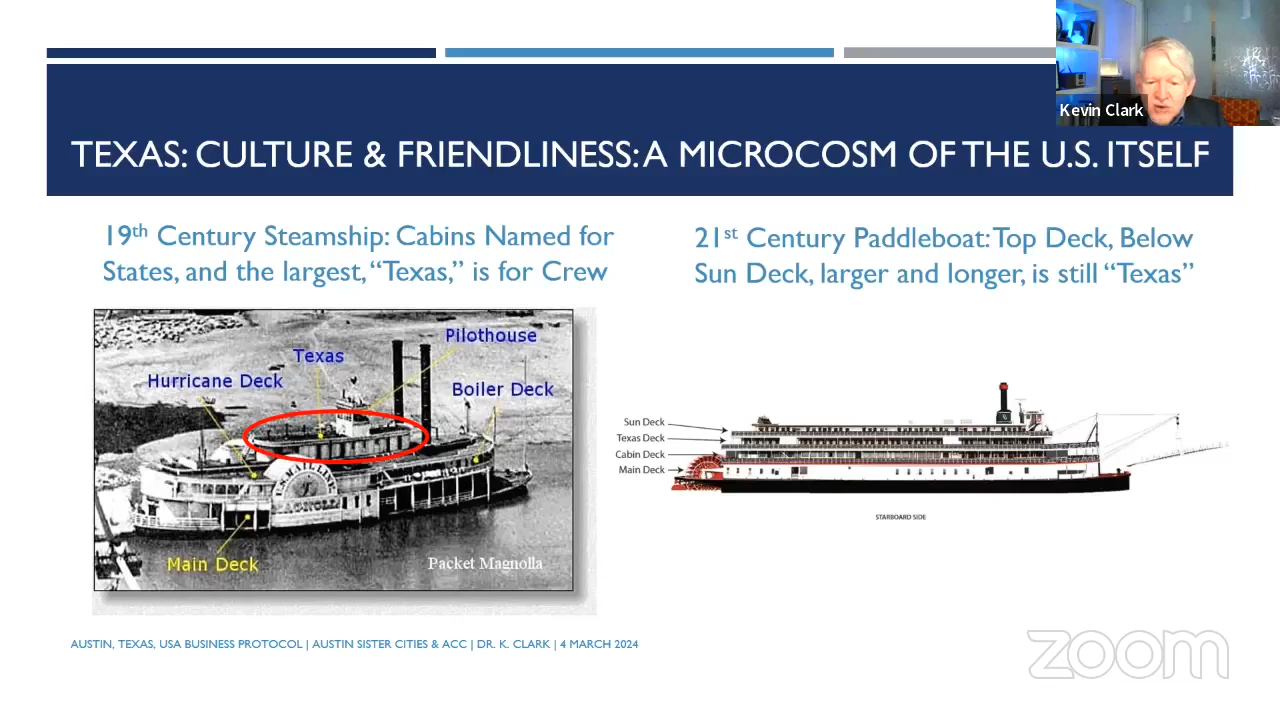 Kevin Clark
TEXAS: CULTURE & FRIENDLINESS: A MICROCOSM OF THE U.S. ITSELF
19th Century Steamship: Cabins Named for
States, and the largest, “Texas,” is for Crew
21st Century Paddleboat: Top Deck, Below
Sun Deck, larger and longer, is still “Texas”
Pilothouse
Texas
Hurricane Deck
Boiler Deck
Main Deck
Packet Magnolla
Sun Deck
Texas Deck
Cabin Deck
Main Deck
STARBOARD SIDE
AUSTIN, TEXAS, USA BUSINESS PROTOCOL | AUSTIN SISTER CITIES & ACC | DR. K. CLARK | 4 MARCH 2024
zoom